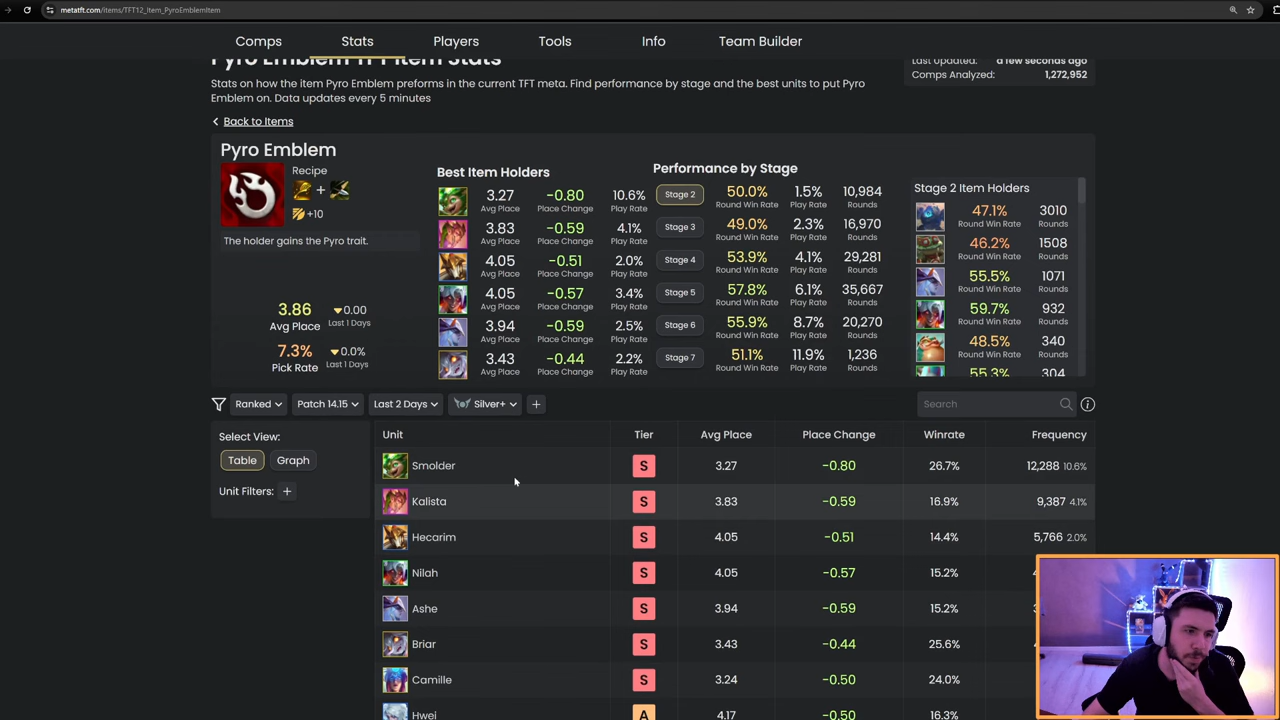 metatft.com/items/TFT12_Item_PyroEmblemItem
Comps Stats Players Tools Info Team Builder
Pyro Emblem TFT Item Stats
Last Updated: a few seconds ago
Comps Analyzed: 1,272,952
Stats on how the item Pyro Emblem preforms in the current TFT meta. Find performance by stage and the best units to put Pyro
Emblem on. Data updates every 5 minutes
Back to Items
Pyro Emblem
Recipe
+
+10
The holder gains the Pyro trait.
3.86 0.00
Avg Place Last 1 Days
7.3% 0.0%
Pick Rate Last 1 Days
Best Item Holders
3.27 -0.80 10.6%
Avg Place Place Change Play Rate
3.83 -0.59 4.1%
Avg Place Place Change Play Rate
4.05 -0.51 2.0%
Avg Place Place Change Play Rate
4.05 -0.57 3.4%
Avg Place Place Change Play Rate
3.94 -0.59 2.5%
Avg Place Place Change Play Rate
3.43 -0.44 2.2%
Avg Place Place Change Play Rate
Performance by Stage
Stage 2 50.0% 1.5% 10,984
Round Win Rate Play Rate Rounds
Stage 3 49.0% 2.3% 16,970
Round Win Rate Play Rate Rounds
Stage 4 53.9% 4.1% 29,281
Round Win Rate Play Rate Rounds
Stage 5 57.8% 6.1% 35,667
Round Win Rate Play Rate Rounds
Stage 6 55.9% 8.7% 20,270
Round Win Rate Play Rate Rounds
Stage 7 51.1% 11.9% 1,236
Round Win Rate Play Rate Rounds
Stage 2 Item Holders
47.1% 3010
Round Win Rate Rounds
46.2% 1508
Round Win Rate Rounds
55.5% 1071
Round Win Rate Rounds
59.7% 932
Round Win Rate Rounds
48.5% 340
Round Win Rate Rounds
55.3% 304
Ranked Patch 14.15 Last 2 Days Silver+ + Search
Select View:
Table Graph
Unit Filters: +
Unit Tier Avg Place Place Change Winrate Frequency
Smolder S 3.27 -0.80 26.7% 12,288 10.6%
Kalista S 3.83 -0.59 16.9% 9,387 4.1%
Hecarim S 4.05 -0.51 14.4% 5,766 2.0%
Nilah S 4.05 -0.57 15.2%
Ashe S 3.94 -0.59 15.2%
Briar S 3.43 -0.44 25.6%
Camille S 3.24 -0.50 24.0%
Hwei A 4.17 -0.50 16.3%